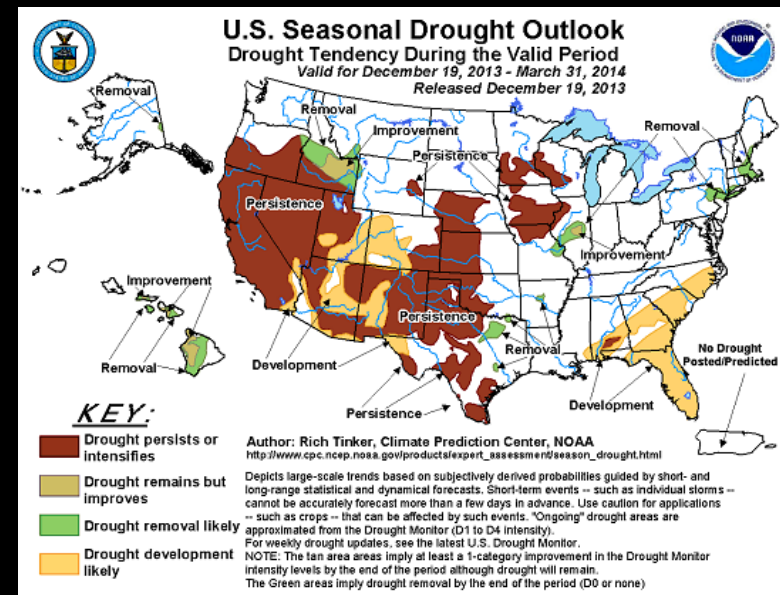 U.S. Seasonal Drought Outlook
Drought Tendency During the Valid Period
Valid for December 19, 2013 - March 31, 2014
Released December 19, 2013
NOAA
Removal
Removal
Improvement
Persistence
Removal
Persistence
Improvement
Improvement
Persistence
Removal
Removal
Development
No Drought
Posted/Predicted
Persistence
Development
KEY:
Drought persists or
intensifies
Drought remains but
improves
Drought removal likely
Drought development
likely
Author: Rich Tinker, Climate Prediction Center, NOAA
http://www.cpc.ncep.noaa.gov/products/expert_assessment/season_drought.html
Depicts large-scale trends based on subjectively derived probabilities guided by short- and
long-range statistical and dynamical forecasts. Short-term events -- such as individual storms --
cannot be accurately forecast more than a few days in advance. Use caution for applications
-- such as crops -- that can be affected by such events. "Ongoing" drought areas are
approximated from the Drought Monitor (D1 to D4 intensity).
For weekly drought updates, see the latest U.S. Drought Monitor.
NOTE: The tan area areas imply at least a 1-category improvement in the Drought Monitor
intensity levels by the end of the period although drought will remain.
The Green areas imply drought removal by the end of the period (D0 or none)